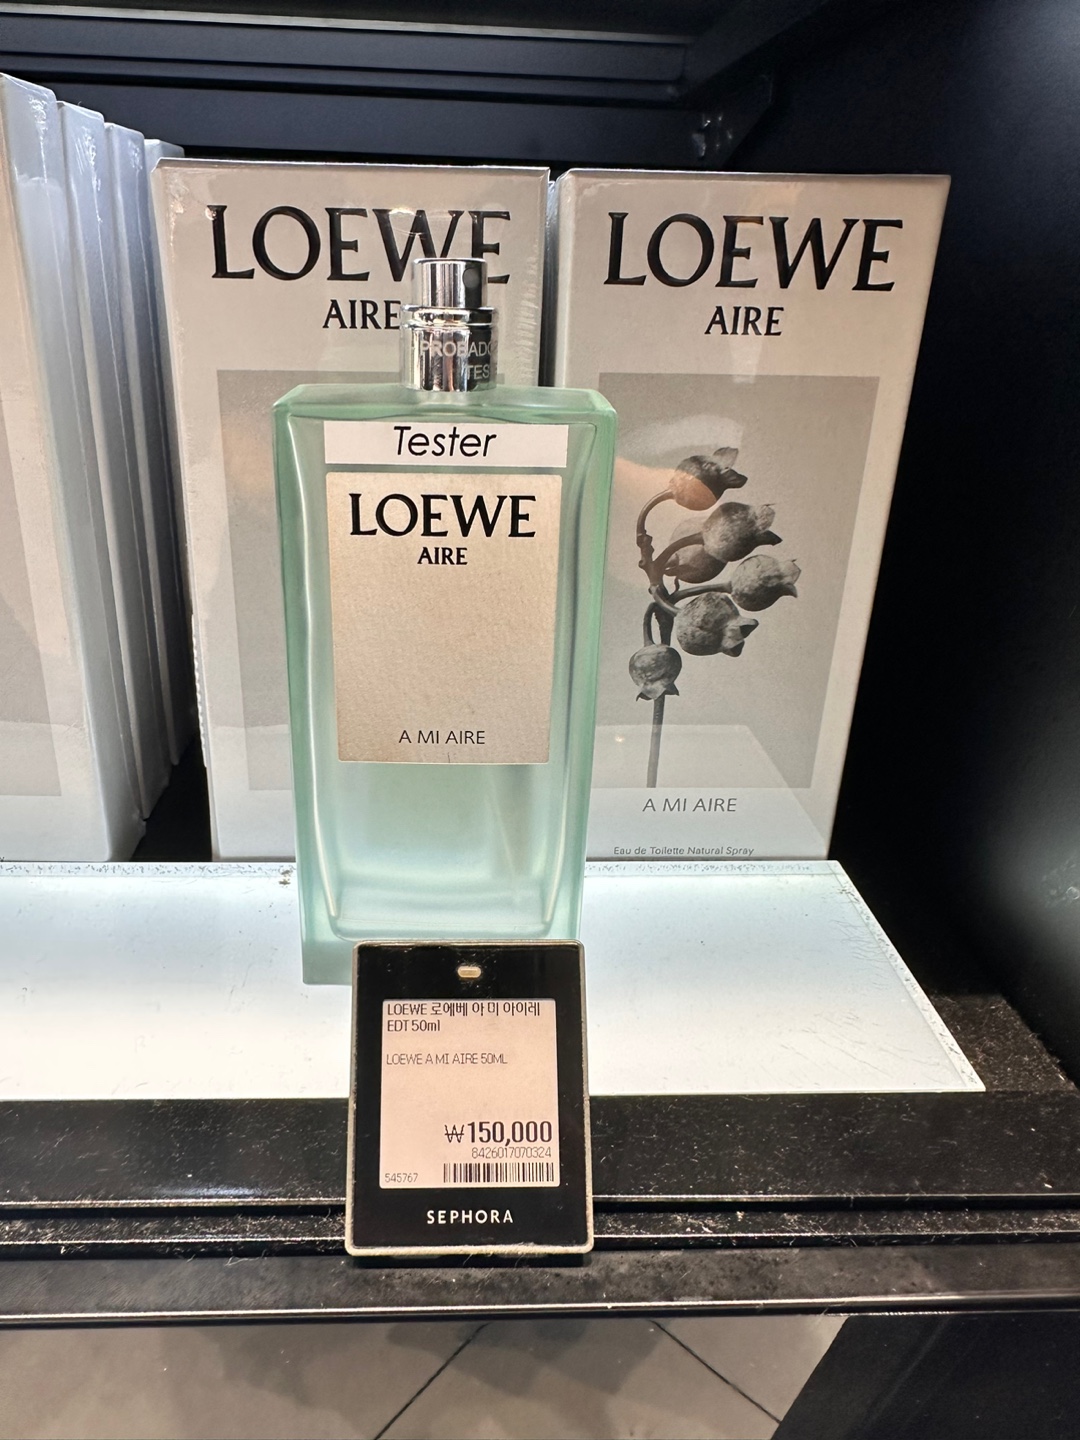 LOEWE
AIRE
LOEWE
AIRE
A MI AIRE
Eau de Toilette Natural Spray
Tester
LOEWE
AIRE
A MI AIRE
LOEWE 로에베 아 미 아이레
EDT 50ml
LOEWE A MI AIRE 50ML
₩150,000
8426017070324
545767
SEPHORA